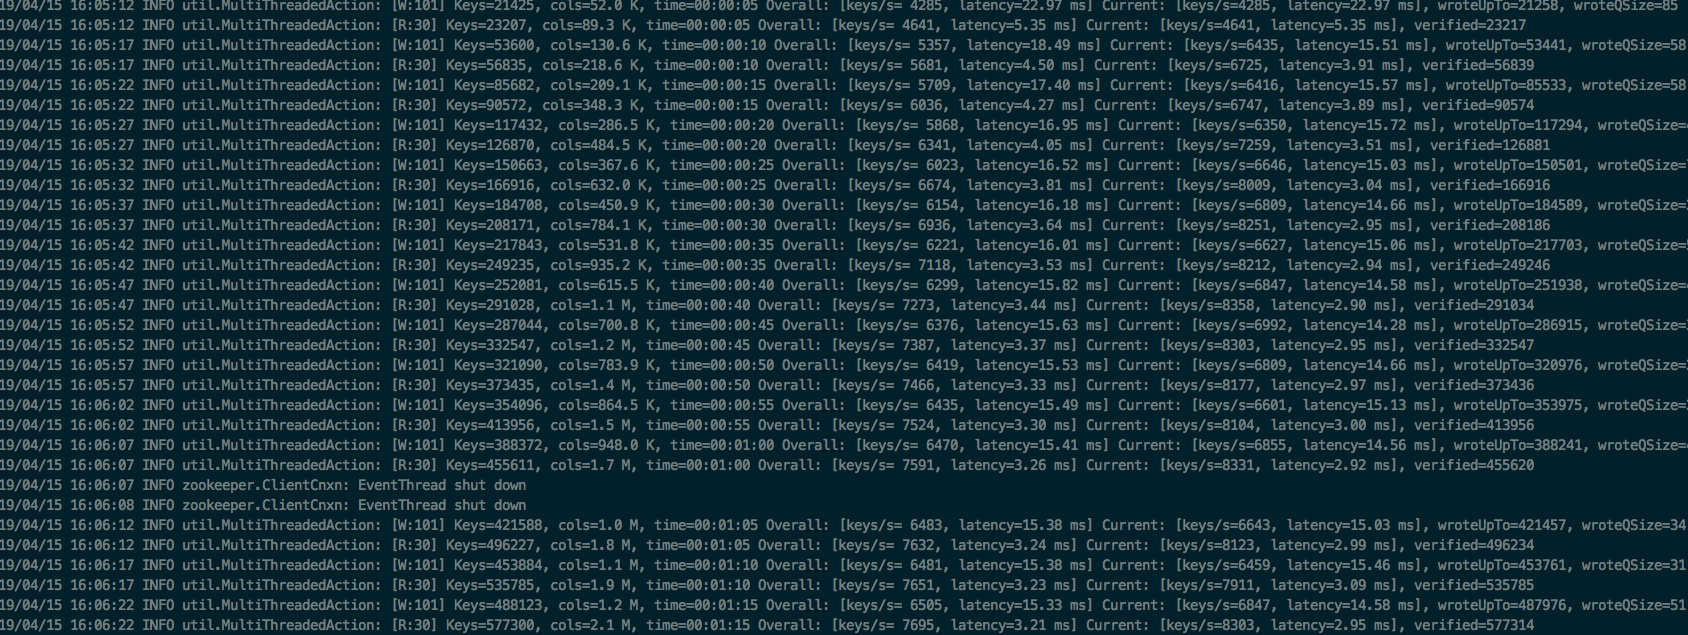 19/04/15 16:05:12 INFO util.MultiThreadedAction: [W:101] Keys=21425, cols=52.0 K, time=00:00:05 Overall: [keys/s= 4285, latency=22.97 ms] Current: [keys/s=4285, latency=22.97 ms], wroteUpTo=21258, wroteQSize=85
19/04/15 16:05:12 INFO util.MultiThreadedAction: [R:30] Keys=23207, cols=89.3 K, time=00:00:05 Overall: [keys/s= 4641, latency=5.35 ms] Current: [keys/s=4641, latency=5.35 ms], verified=23217
19/04/15 16:05:17 INFO util.MultiThreadedAction: [W:101] Keys=53600, cols=130.6 K, time=00:00:10 Overall: [keys/s= 5357, latency=18.49 ms] Current: [keys/s=6435, latency=15.51 ms], wroteUpTo=53441, wroteQSize=58
19/04/15 16:05:17 INFO util.MultiThreadedAction: [R:30] Keys=56835, cols=218.6 K, time=00:00:10 Overall: [keys/s= 5681, latency=4.50 ms] Current: [keys/s=6725, latency=3.91 ms], verified=56839
19/04/15 16:05:22 INFO util.MultiThreadedAction: [W:101] Keys=85682, cols=209.1 K, time=00:00:15 Overall: [keys/s= 5709, latency=17.40 ms] Current: [keys/s=6416, latency=15.57 ms], wroteUpTo=85533, wroteQSize=58
19/04/15 16:05:22 INFO util.MultiThreadedAction: [R:30] Keys=90572, cols=348.3 K, time=00:00:15 Overall: [keys/s= 6036, latency=4.27 ms] Current: [keys/s=6747, latency=3.89 ms], verified=90574
19/04/15 16:05:27 INFO util.MultiThreadedAction: [W:101] Keys=117432, cols=286.5 K, time=00:00:20 Overall: [keys/s= 5868, latency=16.95 ms] Current: [keys/s=6350, latency=15.72 ms], wroteUpTo=117294, wroteQSize=
19/04/15 16:05:27 INFO util.MultiThreadedAction: [R:30] Keys=126870, cols=484.5 K, time=00:00:20 Overall: [keys/s= 6341, latency=4.05 ms] Current: [keys/s=7259, latency=3.51 ms], verified=126881
19/04/15 16:05:32 INFO util.MultiThreadedAction: [W:101] Keys=150663, cols=367.6 K, time=00:00:25 Overall: [keys/s= 6023, latency=16.52 ms] Current: [keys/s=6646, latency=15.03 ms], wroteUpTo=150501, wroteQSize=
19/04/15 16:05:32 INFO util.MultiThreadedAction: [R:30] Keys=166916, cols=632.0 K, time=00:00:25 Overall: [keys/s= 6674, latency=3.81 ms] Current: [keys/s=8009, latency=3.04 ms], verified=166916
19/04/15 16:05:37 INFO util.MultiThreadedAction: [W:101] Keys=184708, cols=450.9 K, time=00:00:30 Overall: [keys/s= 6154, latency=16.18 ms] Current: [keys/s=6809, latency=14.66 ms], wroteUpTo=184589, wroteQSize=
19/04/15 16:05:37 INFO util.MultiThreadedAction: [R:30] Keys=208171, cols=784.1 K, time=00:00:30 Overall: [keys/s= 6936, latency=3.64 ms] Current: [keys/s=8251, latency=2.95 ms], verified=208186
19/04/15 16:05:42 INFO util.MultiThreadedAction: [W:101] Keys=217843, cols=531.8 K, time=00:00:35 Overall: [keys/s= 6221, latency=16.01 ms] Current: [keys/s=6627, latency=15.06 ms], wroteUpTo=217703, wroteQSize=
19/04/15 16:05:42 INFO util.MultiThreadedAction: [R:30] Keys=249235, cols=935.2 K, time=00:00:35 Overall: [keys/s= 7118, latency=3.53 ms] Current: [keys/s=8212, latency=2.94 ms], verified=249246
19/04/15 16:05:47 INFO util.MultiThreadedAction: [W:101] Keys=252081, cols=615.5 K, time=00:00:40 Overall: [keys/s= 6299, latency=15.82 ms] Current: [keys/s=6847, latency=14.58 ms], wroteUpTo=251938, wroteQSize=
19/04/15 16:05:47 INFO util.MultiThreadedAction: [R:30] Keys=291028, cols=1.1 M, time=00:00:40 Overall: [keys/s= 7273, latency=3.44 ms] Current: [keys/s=8358, latency=2.90 ms], verified=291034
19/04/15 16:05:52 INFO util.MultiThreadedAction: [W:101] Keys=287044, cols=700.8 K, time=00:00:45 Overall: [keys/s= 6376, latency=15.63 ms] Current: [keys/s=6992, latency=14.28 ms], wroteUpTo=286915, wroteQSize=
19/04/15 16:05:52 INFO util.MultiThreadedAction: [R:30] Keys=332547, cols=1.2 M, time=00:00:45 Overall: [keys/s= 7387, latency=3.37 ms] Current: [keys/s=8303, latency=2.95 ms], verified=332547
19/04/15 16:05:57 INFO util.MultiThreadedAction: [W:101] Keys=321090, cols=783.9 K, time=00:00:50 Overall: [keys/s= 6419, latency=15.53 ms] Current: [keys/s=6809, latency=14.66 ms], wroteUpTo=320976, wroteQSize=
19/04/15 16:05:57 INFO util.MultiThreadedAction: [R:30] Keys=373435, cols=1.4 M, time=00:00:50 Overall: [keys/s= 7466, latency=3.33 ms] Current: [keys/s=8177, latency=2.97 ms], verified=373436
19/04/15 16:06:02 INFO util.MultiThreadedAction: [W:101] Keys=354096, cols=864.5 K, time=00:00:55 Overall: [keys/s= 6435, latency=15.49 ms] Current: [keys/s=6601, latency=15.13 ms], wroteUpTo=353975, wroteQSize=
19/04/15 16:06:02 INFO util.MultiThreadedAction: [R:30] Keys=413956, cols=1.5 M, time=00:00:55 Overall: [keys/s= 7524, latency=3.30 ms] Current: [keys/s=8104, latency=3.00 ms], verified=413956
19/04/15 16:06:07 INFO util.MultiThreadedAction: [W:101] Keys=388372, cols=948.0 K, time=00:01:00 Overall: [keys/s= 6470, latency=15.41 ms] Current: [keys/s=6855, latency=14.56 ms], wroteUpTo=388241, wroteQSize=
19/04/15 16:06:07 INFO util.MultiThreadedAction: [R:30] Keys=455611, cols=1.7 M, time=00:01:00 Overall: [keys/s= 7591, latency=3.26 ms] Current: [keys/s=8331, latency=2.92 ms], verified=455620
19/04/15 16:06:07 INFO zookeeper.ClientCnxn: EventThread shut down
19/04/15 16:06:08 INFO zookeeper.ClientCnxn: EventThread shut down
19/04/15 16:06:12 INFO util.MultiThreadedAction: [W:101] Keys=421588, cols=1.0 M, time=00:01:05 Overall: [keys/s= 6483, latency=15.38 ms] Current: [keys/s=6643, latency=15.03 ms], wroteUpTo=421457, wroteQSize=34
19/04/15 16:06:12 INFO util.MultiThreadedAction: [R:30] Keys=496227, cols=1.8 M, time=00:01:05 Overall: [keys/s= 7632, latency=3.24 ms] Current: [keys/s=8123, latency=2.99 ms], verified=496234
19/04/15 16:06:17 INFO util.MultiThreadedAction: [W:101] Keys=453884, cols=1.1 M, time=00:01:10 Overall: [keys/s= 6481, latency=15.38 ms] Current: [keys/s=6459, latency=15.46 ms], wroteUpTo=453761, wroteQSize=31
19/04/15 16:06:17 INFO util.MultiThreadedAction: [R:30] Keys=535785, cols=1.9 M, time=00:01:10 Overall: [keys/s= 7651, latency=3.23 ms] Current: [keys/s=7911, latency=3.09 ms], verified=535785
19/04/15 16:06:22 INFO util.MultiThreadedAction: [W:101] Keys=488123, cols=1.2 M, time=00:01:15 Overall: [keys/s= 6505, latency=15.33 ms] Current: [keys/s=6847, latency=14.58 ms], wroteUpTo=487976, wroteQSize=51
19/04/15 16:06:22 INFO util.MultiThreadedAction: [R:30] Keys=577300, cols=2.1 M, time=00:01:15 Overall: [keys/s= 7695, latency=3.21 ms] Current: [keys/s=8303, latency=2.95 ms], verified=577314